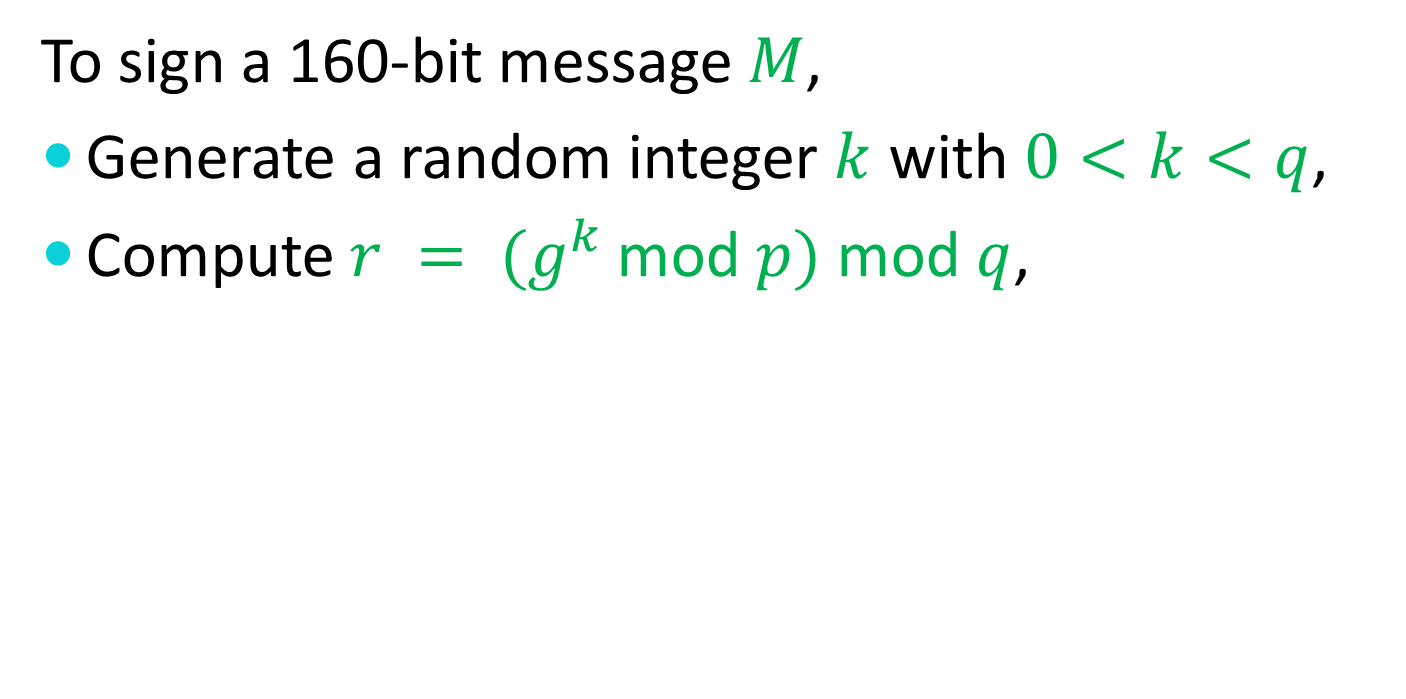 To sign a 160-bit message M,
• Generate a random integer k with 0 < k < q,
• Compute r = (g^k mod p) mod q,